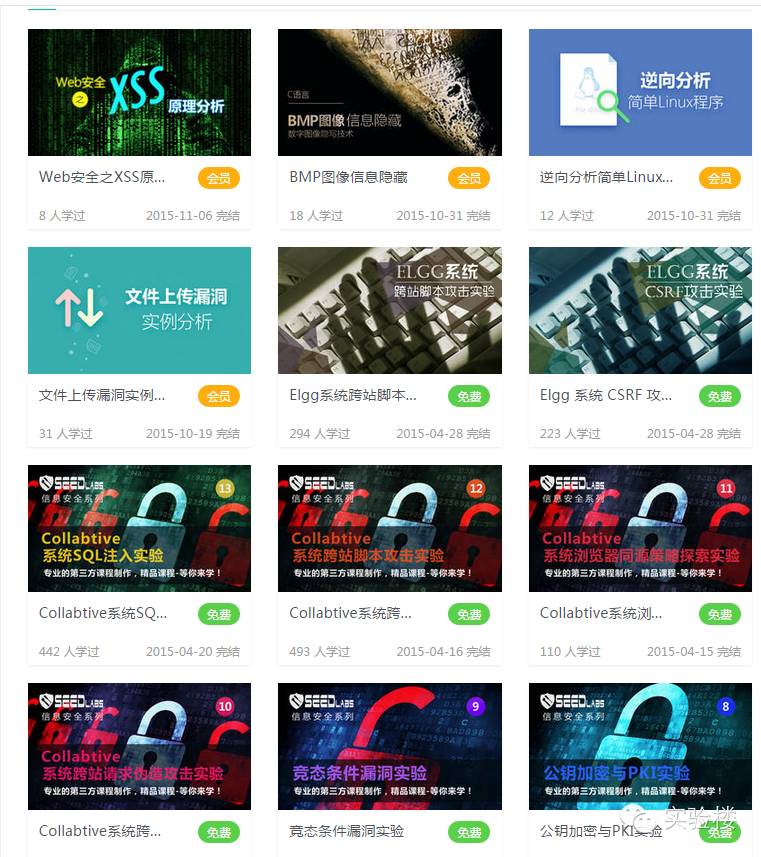 Web安全
之
XSS
原理分析
Web安全之XSS原...
会员
8 人学过
2015-11-06 完结
C语言
BMP图像信息隐藏
数字图像隐写技术
BMP图像信息隐藏
会员
18 人学过
2015-10-31 完结
逆向分析
简单Linux程序
逆向分析简单Linux...
会员
12 人学过
2015-10-31 完结
文件上传漏洞
实例分析
文件上传漏洞实例...
会员
31 人学过
2015-10-19 完结
ELGG系统
跨站脚本攻击实验
Elgg系统跨站脚本...
免费
294 人学过
2015-04-28 完结
ELGG系统
CSRF攻击实验
Elgg 系统 CSRF 攻...
免费
223 人学过
2015-04-28 完结
SEEDLABS
信息安全系列
13
Collabtive
系统SQL注入实验
专业的第三方课程制作，精品课程-等你来学！
Collabtive系统SQ...
免费
442 人学过
2015-04-20 完结
SEEDLABS
信息安全系列
12
Collabtive
系统跨站脚本攻击实验
专业的第三方课程制作，精品课程-等你来学！
Collabtive系统跨...
免费
493 人学过
2015-04-16 完结
SEEDLABS
信息安全系列
11
Collabtive
系统浏览器同源策略探索实验
专业的第三方课程制作，精品课程-等你来学！
Collabtive系统浏...
免费
110 人学过
2015-04-15 完结
SEEDLABS
信息安全系列
10
Collabtive
系统跨站请求伪造攻击实验
专业的第三方课程制作，精品课程-等你来学！
Collabtive系统跨...
免费
SEEDLABS
信息安全系列
9
竞态条件漏洞实验
专业的第三方课程制作，精品课程-等你来学！
竞态条件漏洞实验
免费
SEEDLABS
信息安全系列
8
公钥加密与PKI实验
专业的第三方课程制作，精品课程-等你来学！
公钥加密与PKI实验
免费
实验楼